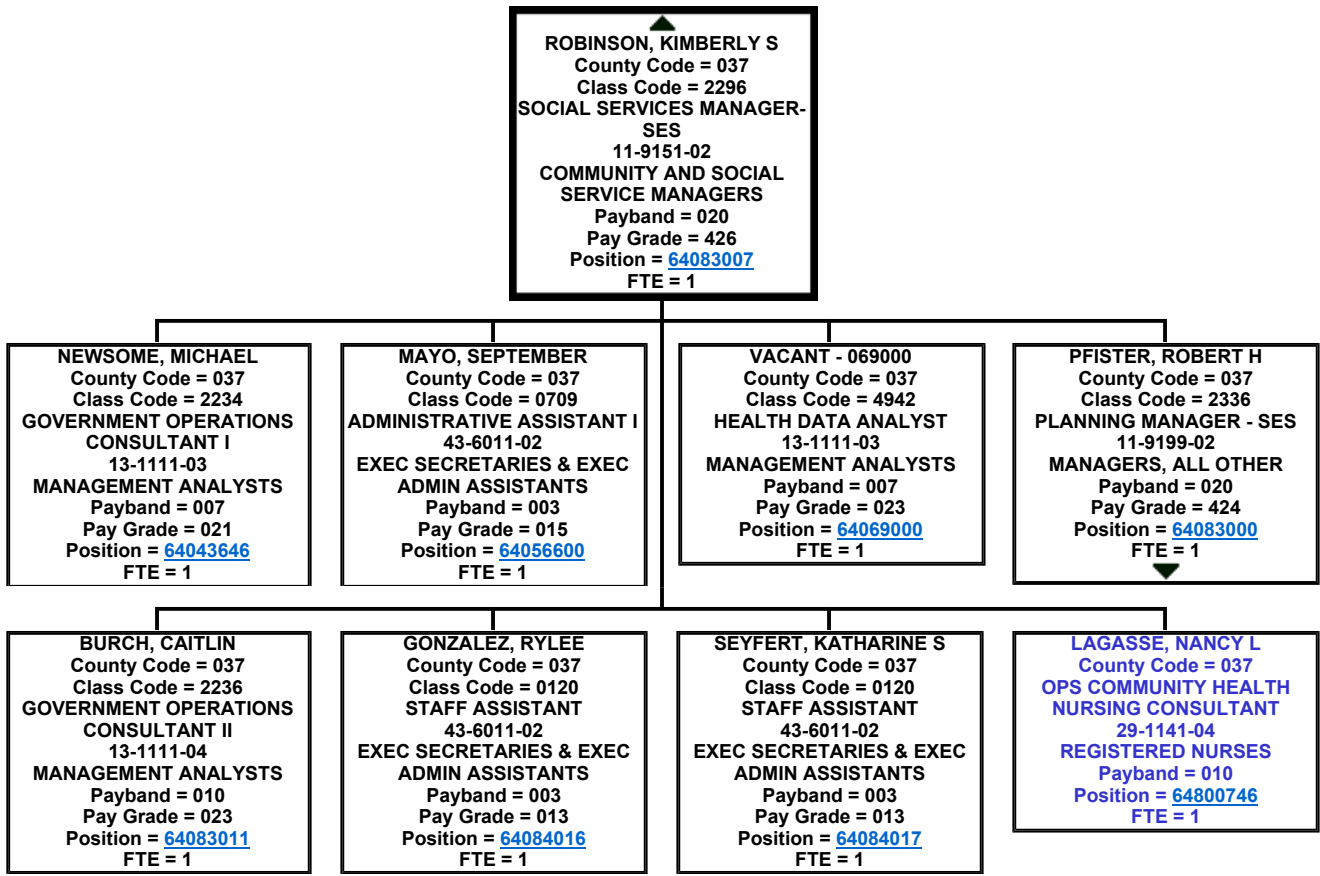 ROBINSON, KIMBERLY S
County Code = 037
Class Code = 2296
SOCIAL SERVICES MANAGER-
SES
11-9151-02
COMMUNITY AND SOCIAL
SERVICE MANAGERS
Payband = 020
Pay Grade = 426
Position = 64083007
FTE = 1
NEWSOME, MICHAEL
County Code = 037
Class Code = 2234
GOVERNMENT OPERATIONS
CONSULTANT I
13-1111-03
MANAGEMENT ANALYSTS
Payband = 007
Pay Grade = 021
Position = 64043646
FTE = 1
MAYO, SEPTEMBER
County Code = 037
Class Code = 0709
ADMINISTRATIVE ASSISTANT I
43-6011-02
EXEC SECRETARIES & EXEC
ADMIN ASSISTANTS
Payband = 003
Pay Grade = 015
Position = 64056600
FTE = 1
VACANT - 069000
County Code = 037
Class Code = 4942
HEALTH DATA ANALYST
13-1111-03
MANAGEMENT ANALYSTS
Payband = 007
Pay Grade = 023
Position = 64069000
FTE = 1
PFISTER, ROBERT H
County Code = 037
Class Code = 2336
PLANNING MANAGER - SES
11-9199-02
MANAGERS, ALL OTHER
Payband = 020
Pay Grade = 424
Position = 64083000
FTE = 1
BURCH, CAITLIN
County Code = 037
Class Code = 2236
GOVERNMENT OPERATIONS
CONSULTANT II
13-1111-04
MANAGEMENT ANALYSTS
Payband = 010
Pay Grade = 023
Position = 64083011
FTE = 1
GONZALEZ, RYLEE
County Code = 037
Class Code = 0120
STAFF ASSISTANT
43-6011-02
EXEC SECRETARIES & EXEC
ADMIN ASSISTANTS
Payband = 003
Pay Grade = 013
Position = 64084016
FTE = 1
SEYFERT, KATHARINE S
County Code = 037
Class Code = 0120
STAFF ASSISTANT
43-6011-02
EXEC SECRETARIES & EXEC
ADMIN ASSISTANTS
Payband = 003
Pay Grade = 013
Position = 64084017
FTE = 1
LAGASSE, NANCY L
County Code = 037
OPS COMMUNITY HEALTH
NURSING CONSULTANT
29-1141-04
REGISTERED NURSES
Payband = 010
Position = 64800746
FTE = 1